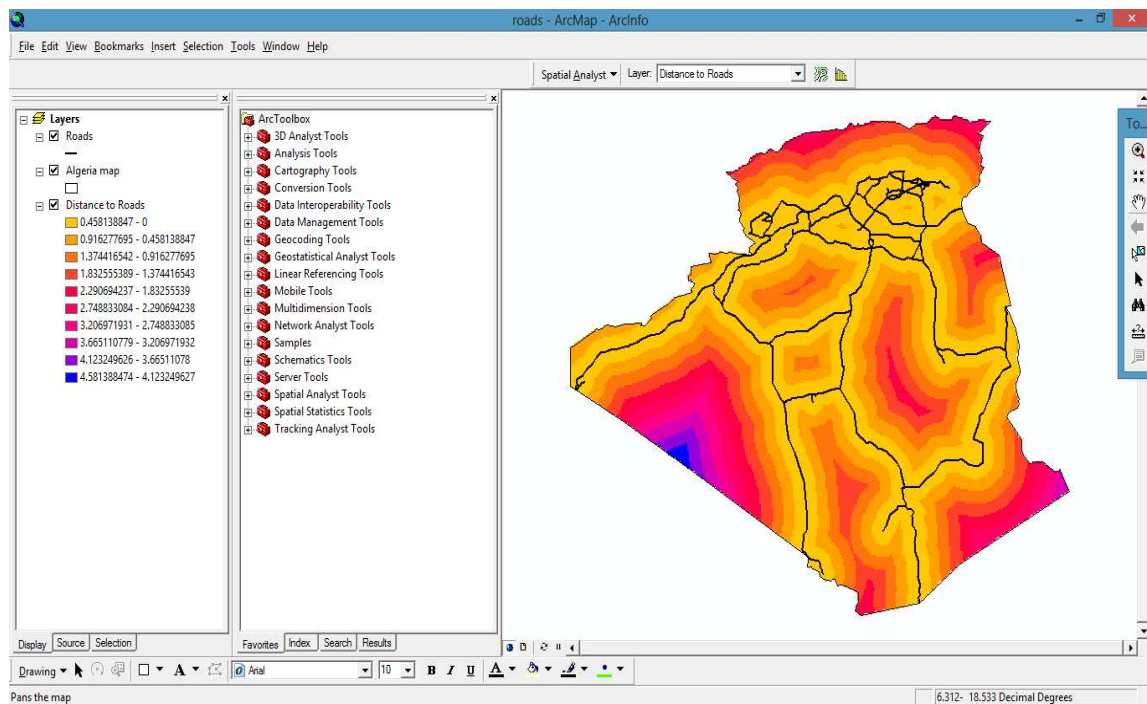 roads - ArcMap - ArcInfo
File Edit View Bookmarks Insert Selection Tools Window Help
Spatial Analyst Layer: Distance to Roads
Layers
Roads
Algeria map
Distance to Roads
0.458138847 - 0
0.916277695 - 0.458138847
1.374416542 - 0.916277695
1.832555389 - 1.374416543
2.290694237 - 1.83255539
2.748833084 - 2.290694238
3.206971931 - 2.748833085
3.665110779 - 3.206971932
4.123249626 - 3.66511078
4.581388474 - 4.123249627
Display Source Selection
ArcToolbox
3D Analyst Tools
Analysis Tools
Cartography Tools
Conversion Tools
Data Interoperability Tools
Data Management Tools
Geocoding Tools
Geostatistical Analyst Tools
Linear Referencing Tools
Mobile Tools
Multidimension Tools
Network Analyst Tools
Samples
Schematics Tools
Server Tools
Spatial Analyst Tools
Spatial Statistics Tools
Tracking Analyst Tools
Favorites Index Search Results
To...
Drawing A Arial 10 B I U A
Pans the map
6.312- 18.533 Decimal Degrees